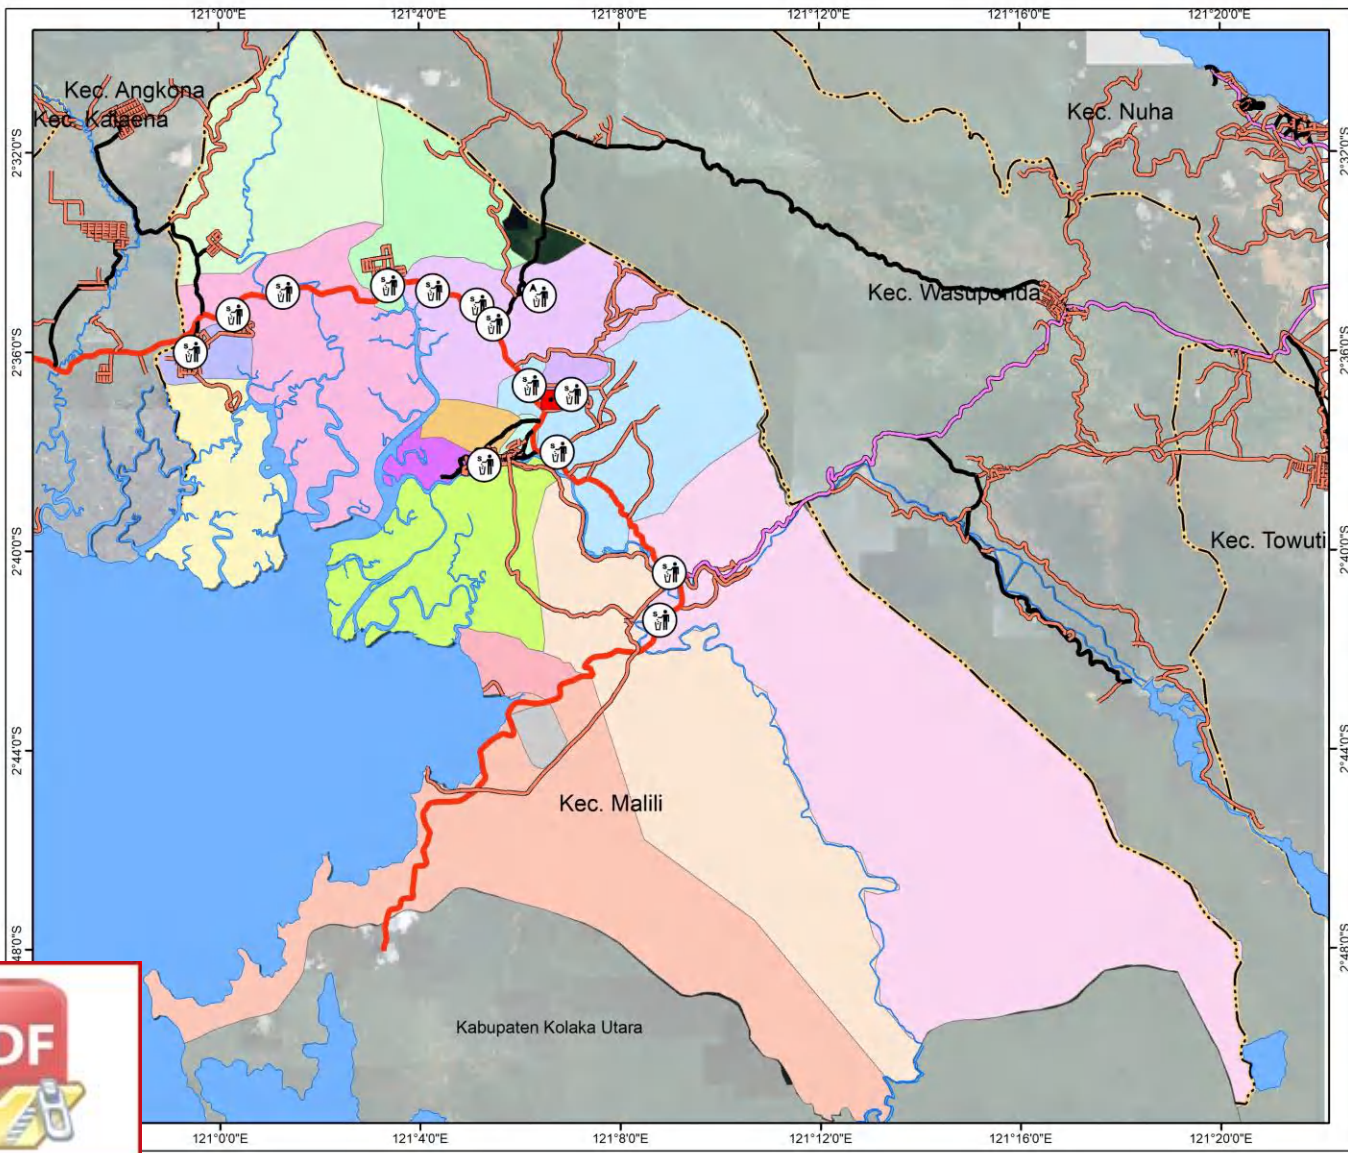 121°0'0"E 121°4'0"E 121°8'0"E 121°12'0"E 121°16'0"E 121°20'0"E
Kec. Angkona
Kec. Kalaena
Kec. Nuha
2°32'0"S 2°32'0"S
Kec. Wasuponda
2°36'0"S 2°36'0"S
Kec. Towuti
2°40'0"S 2°40'0"S
2°44'0"S 2°44'0"S
Kec. Malili
2°48'0"S 2°48'0"S
Kabupaten Kolaka Utara
DF
121°0'0"E 121°4'0"E 121°8'0"E 121°12'0"E 121°16'0"E 121°20'0"E
S
S
S
S
S
S
A
S
S
S
S
S
S